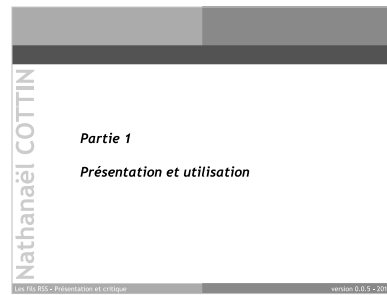 Nathanaël COTTIN
Partie 1
Présentation et utilisation
Les fils RSS - Présentation et critique
version 0.0.5 - 201